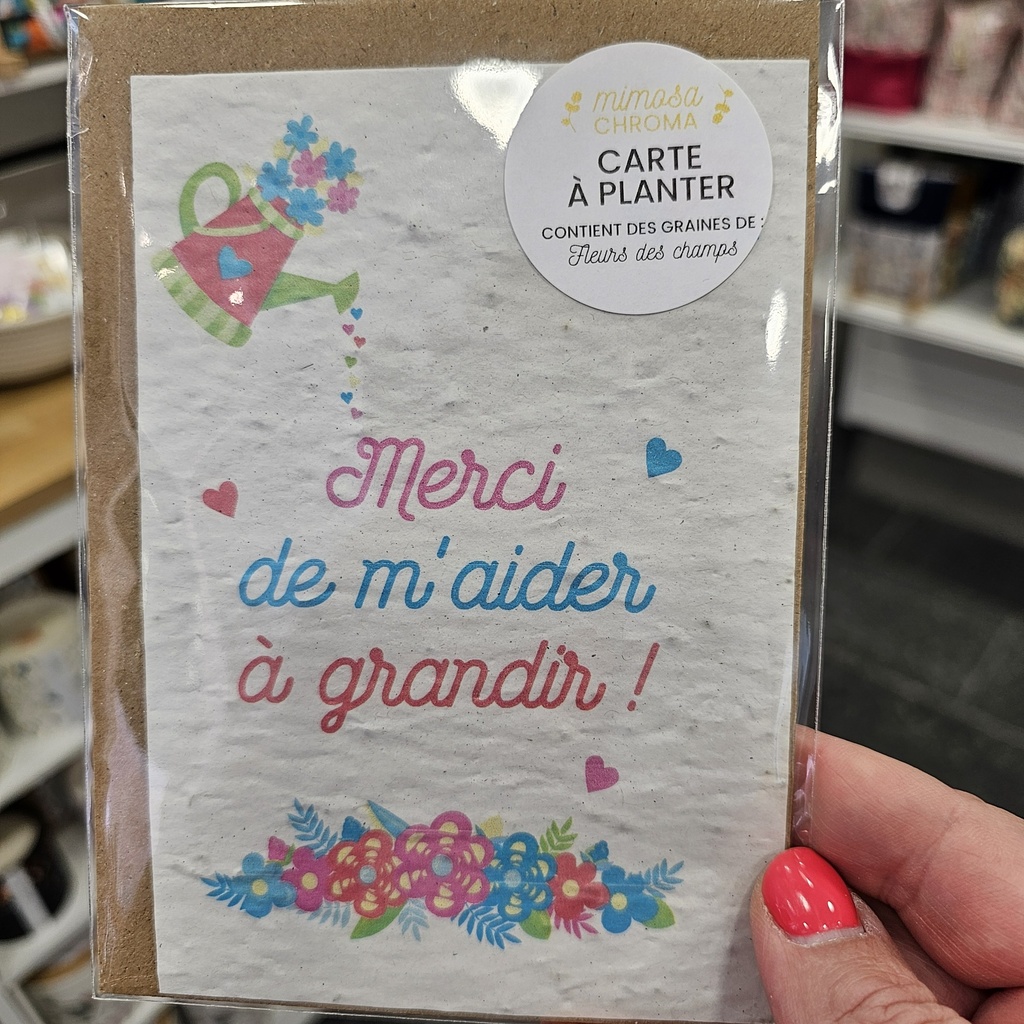 mimosa
CHROMA
CARTE
À PLANTER
CONTIENT DES GRAINES DE :
Fleurs des champs
Merci
de m'aider
à grandir !